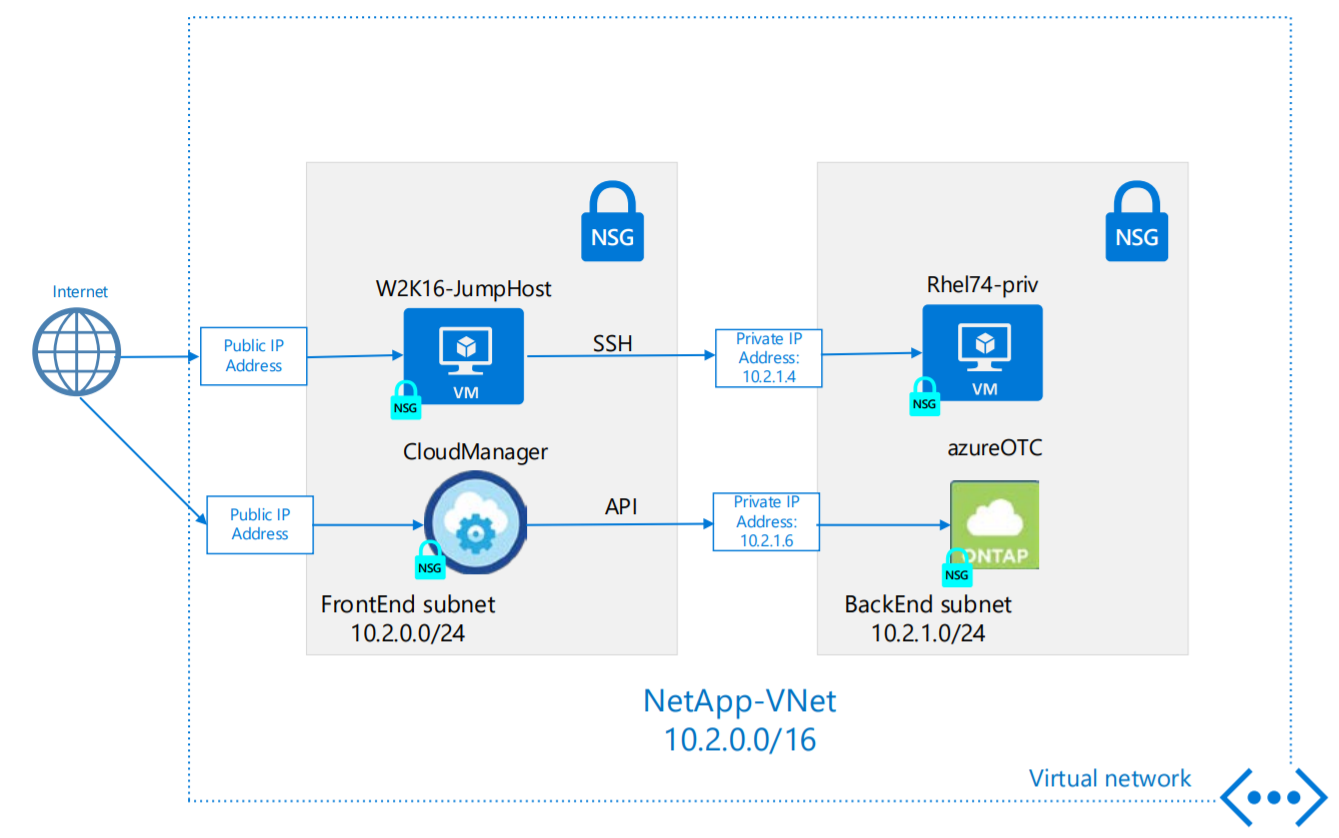 NSG
NSG
W2K16-JumpHost
Rhel74-priv
Internet
Public IP
Address
SSH
Private IP
Address:
10.2.1.4
VM
NSG
VM
NSG
CloudManager
azureOTC
Public IP
Address
API
Private IP
Address:
10.2.1.6
NSG
ONTAP
NSG
FrontEnd subnet
10.2.0.0/24
BackEnd subnet
10.2.1.0/24
NetApp-VNet
10.2.0.0/16
Virtual network